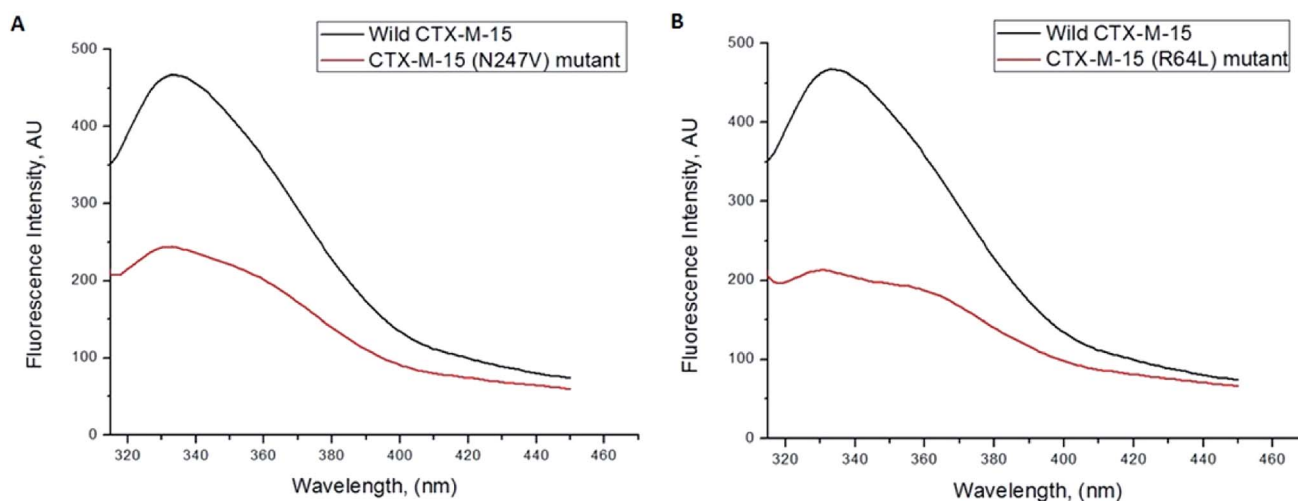 A
Wild CTX-M-15
CTX-M-15 (N247V) mutant
500
400
300
200
100
0
Fluorescence Intensity, AU
320 340 360 380 400 420 440 460
Wavelength, (nm)
B
Wild CTX-M-15
CTX-M-15 (R64L) mutant
500
400
300
200
100
0
Fluorescence Intensity, AU
320 340 360 380 400 420 440 460
Wavelength, (nm)